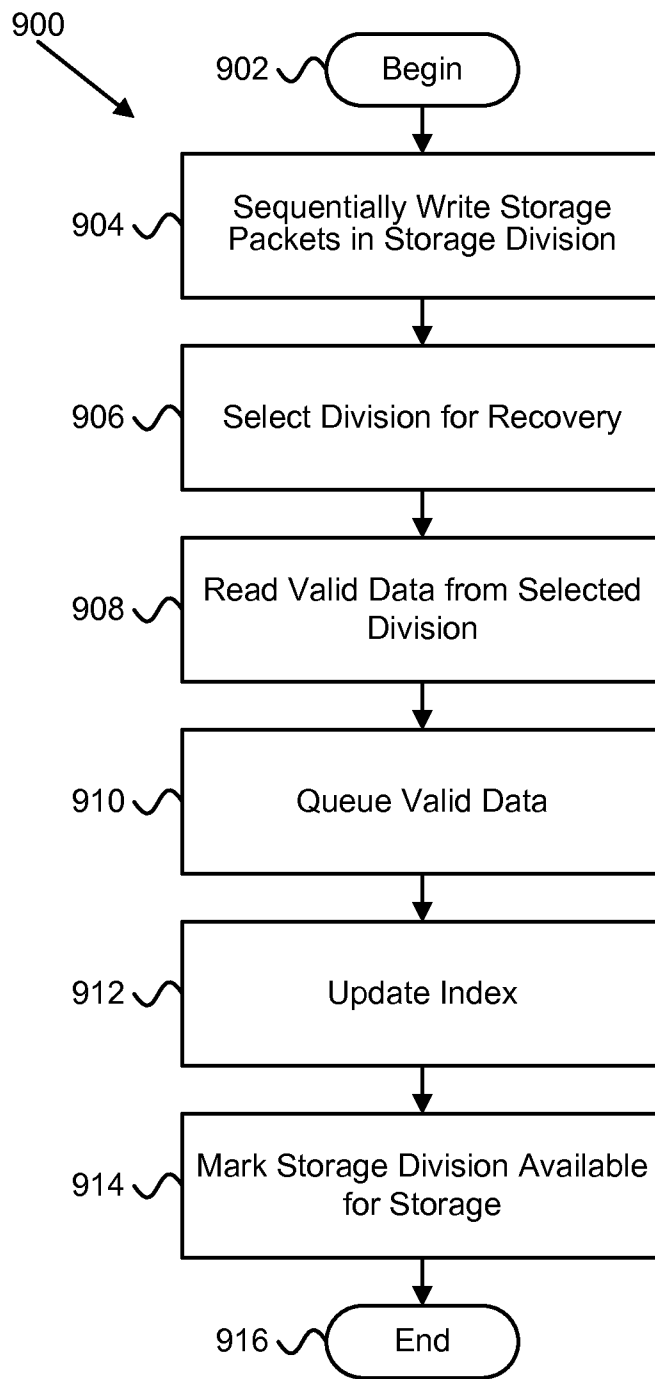 900
902
Begin
904
Sequentially Write Storage
Packets in Storage Division
906
Select Division for Recovery
908
Read Valid Data from Selected
Division
910
Queue Valid Data
912
Update Index
914
Mark Storage Division Available
for Storage
916
End